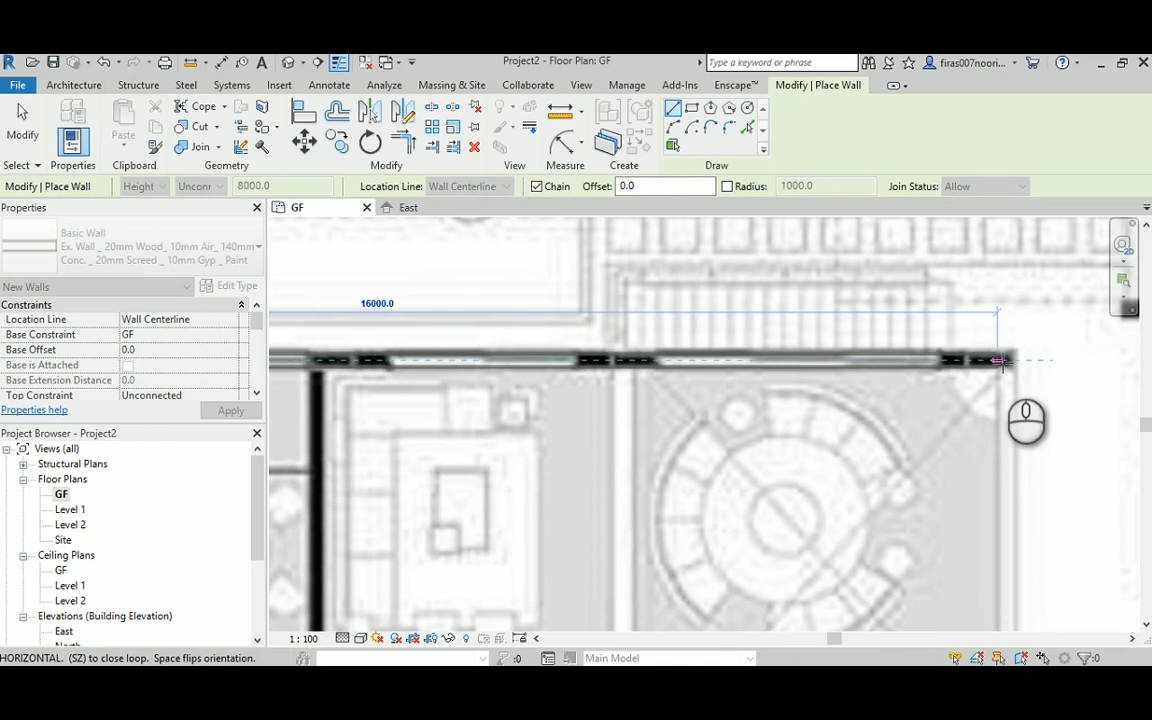 Project2 - Floor Plan: GF
Type a keyword or phrase
firas007noori...
File
Architecture
Structure
Steel
Systems
Insert
Annotate
Analyze
Massing & Site
Collaborate
View
Manage
Add-Ins
Enscape™
Modify | Place Wall
Modify
Properties
Paste
Cope
Cut
Join
Select
Properties
Clipboard
Geometry
Modify
View
Measure
Create
Draw
Modify | Place Wall
Height
Unconr
8000.0
Location Line:
Wall Centerline
Chain
Offset:
0.0
Radius:
1000.0
Join Status:
Allow
Properties
GF
East
Basic Wall
Ex. Wall _ 20mm Wood_ 10mm Air_ 140mm
Conc. _ 20mm Screed _ 10mm Gyp _ Paint
New Walls
Edit Type
Constraints
Location Line
Wall Centerline
Base Constraint
GF
Base Offset
0.0
Base is Attached
Base Extension Distance
0.0
Top Constraint
Unconnected
Properties help
Apply
16000.0
Project Browser - Project2
Views (all)
Structural Plans
Floor Plans
GF
Level 1
Level 2
Site
Ceiling Plans
GF
Level 1
Level 2
Elevations (Building Elevation)
East
North
1 : 100
HORIZONTAL. (SZ) to close loop. Space flips orientation.
:0
Main Model
:0